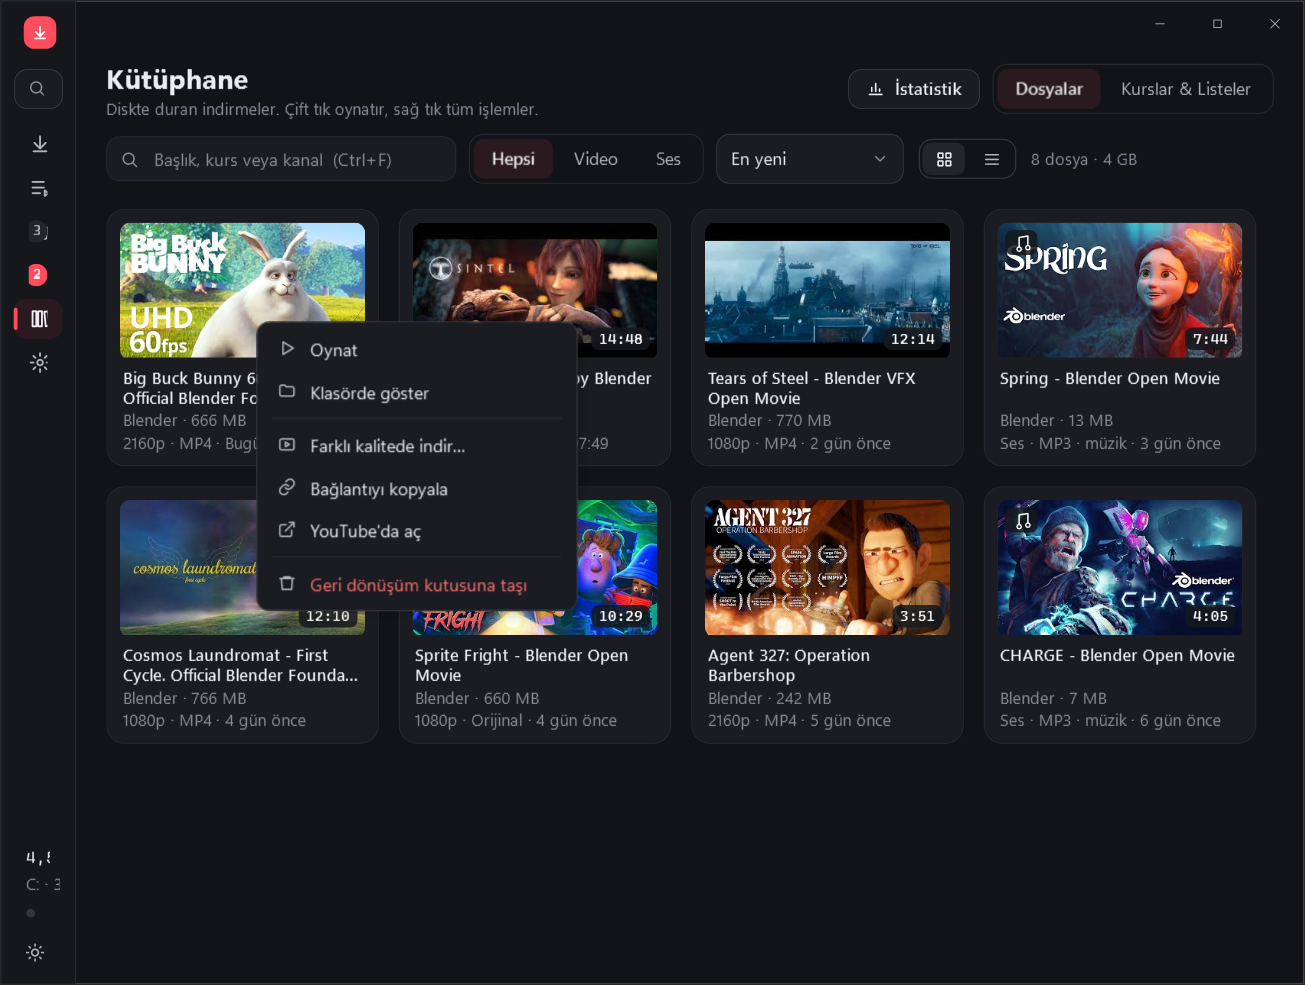 Kütüphane
Diskte duran indirmeler. Çift tık oynatır, sağ tık tüm işlemler.
İstatistik
Dosyalar
Kurslar & Listeler
Başlık, kurs veya kanal (Ctrl+F)
Hepsi
Video
Ses
En yeni
8 dosya · 4 GB
3
2
Big Buck
BUNNY
UHD
60fps
Big Buck Bunny 6
Official Blender Fo
Blender · 666 MB
2160p · MP4 · Bugü
SINTEL
14:48
by Blender
7:49
TEARS OF STEEL
12:14
Tears of Steel - Blender VFX
Open Movie
Blender · 770 MB
1080p · MP4 · 2 gün önce
SPRING
blender
7:44
Spring - Blender Open Movie
Blender · 13 MB
Ses · MP3 · müzik · 3 gün önce
Oynat
Klasörde göster
Farklı kalitede indir...
Bağlantıyı kopyala
YouTube'da aç
Geri dönüşüm kutusuna taşı
cosmos laundromat
12:10
Cosmos Laundromat - First
Cycle. Official Blender Founda...
Blender · 766 MB
1080p · MP4 · 4 gün önce
FRIGHT
10:29
Sprite Fright - Blender Open
Movie
Blender · 660 MB
1080p · Orijinal · 4 gün önce
AGENT 327
OPERATION BARBERSHOP
3:51
Agent 327: Operation
Barbershop
Blender · 242 MB
2160p · MP4 · 5 gün önce
blender
CHARGE
4:05
CHARGE - Blender Open Movie
Blender · 7 MB
Ses · MP3 · müzik · 6 gün önce
4,5
C: · 3